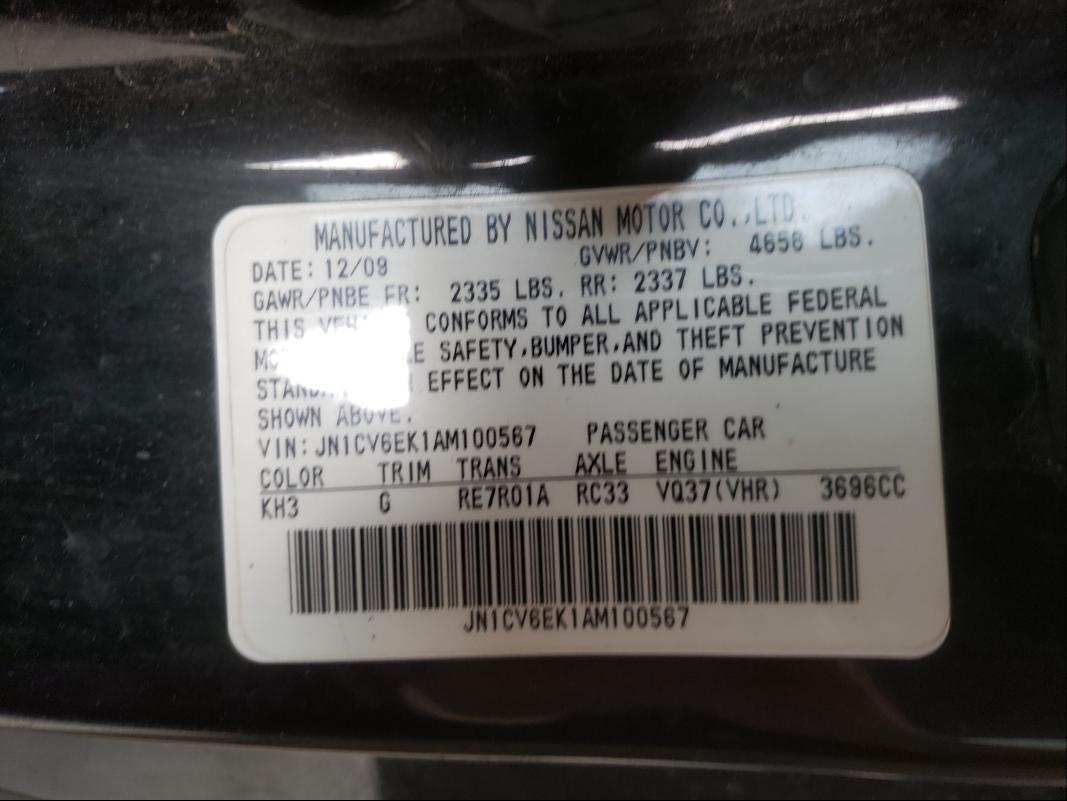 MANUFACTURED BY NISSAN MOTOR CO.,LTD.
DATE: 12/09 GVWR/PNBV: 4658 LBS.
GAWR/PNBE FR: 2335 LBS. RR: 2337 LBS.
THIS CONFORMS TO ALL APPLICABLE FEDERAL
SAFETY,BUMPER,AND THEFT PREVENTION
EFFECT ON THE DATE OF MANUFACTURE
SHOWN ABOVE.
VIN: JN1CV6EK1AM100567 PASSENGER CAR
COLOR TRIM TRANS AXLE ENGINE
KH3 G RE7R01A RC33 VQ37(VHR) 3696CC
JN1CV6EK1AM100567